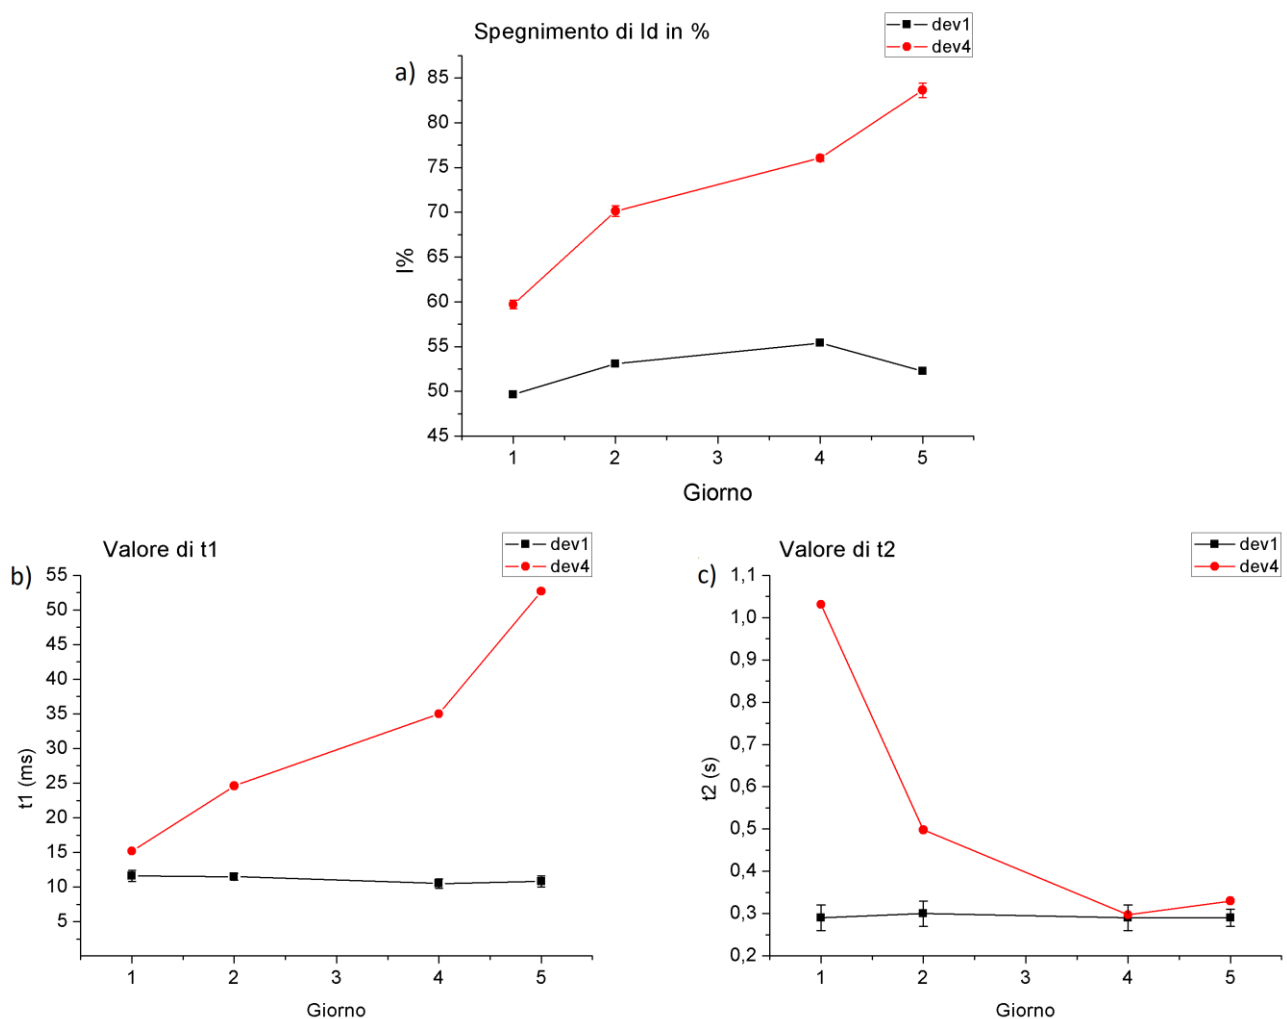 Spegnimento di Id in %
dev1
dev4
a)
85
80
75
70
65
60
55
50
45
I%
1 2 3 4 5
Giorno
Valore di t1
dev1
dev4
b)
55
50
45
40
35
30
25
20
15
10
5
t1 (ms)
1 2 3 4 5
Giorno
Valore di t2
dev1
dev4
c)
1,1
1,0
0,9
0,8
0,7
0,6
0,5
0,4
0,3
0,2
t2 (s)
1 2 3 4 5
Giorno